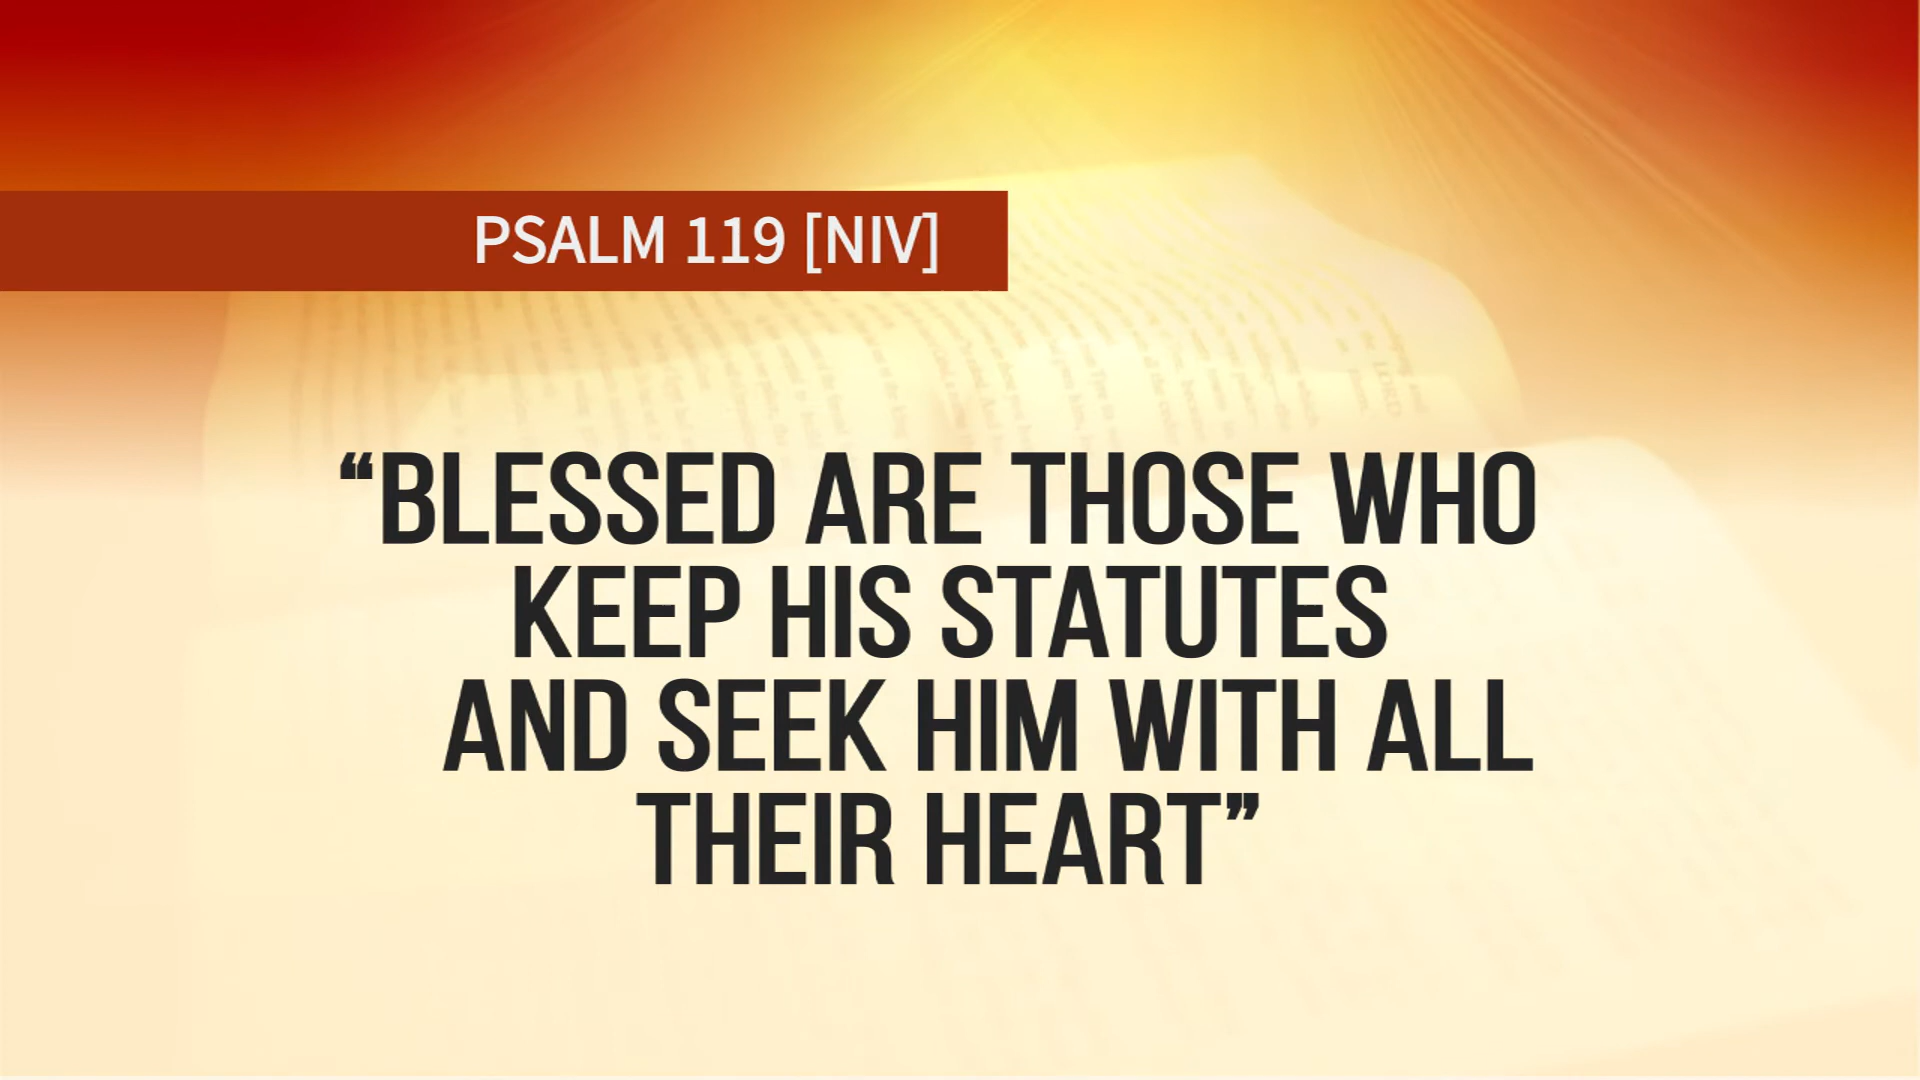 PSALM 119 [NIV]
“BLESSED ARE THOSE WHO
KEEP HIS STATUTES
AND SEEK HIM WITH ALL
THEIR HEART”